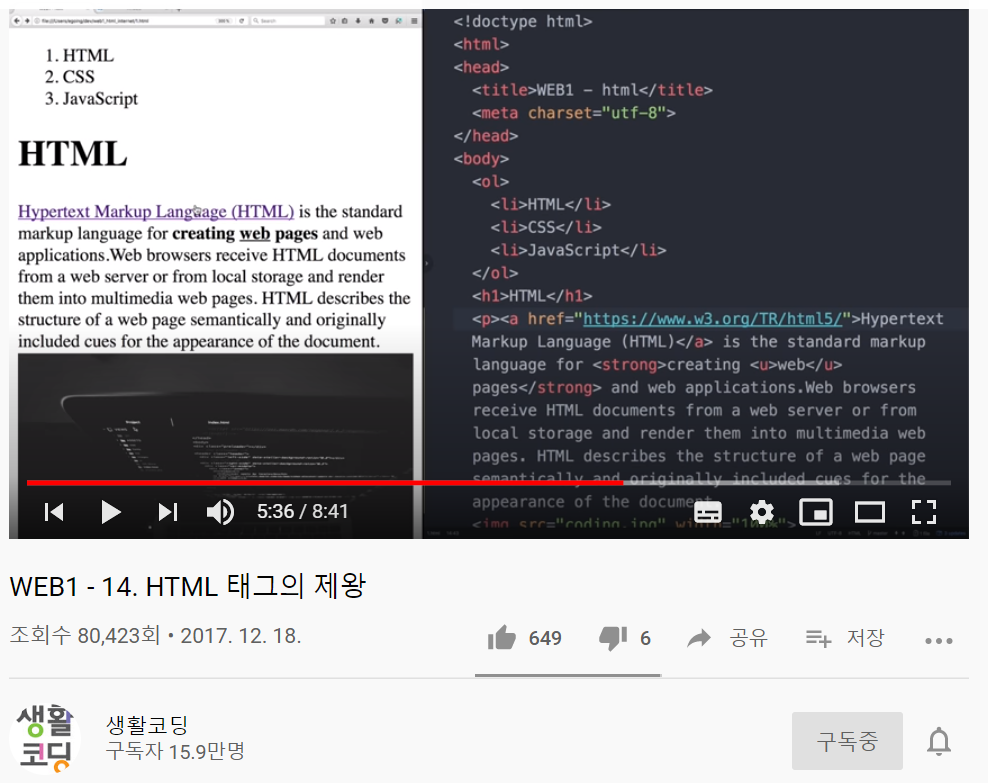 file:///Users/egoing/dev/web1_html_internet/1.html
Search
1. HTML
2. CSS
3. JavaScript
HTML
Hypertext Markup Language (HTML) is the standard
markup language for creating web pages and web
applications.Web browsers receive HTML documents
from a web server or from local storage and render
them into multimedia web pages. HTML describes the
structure of a web page semantically and originally
included cues for the appearance of the document.
<!doctype html>
<html>
<head>
<title>WEB1 - html</title>
<meta charset="utf-8">
</head>
<body>
<ol>
<li>HTML</li>
<li>CSS</li>
<li>JavaScript</li>
</ol>
<h1>HTML</h1>
<p><a href="https://www.w3.org/TR/html5/">Hypertext
Markup Language (HTML)</a> is the standard markup
language for <strong>creating <u>web</u>
pages</strong> and web applications.Web browsers
receive HTML documents from a web server or from
local storage and render them into multimedia web
pages. HTML describes the structure of a web page
semantically and originally included cues for the
appearance of the document.
<img src="coding.jpg" width="100%">
5:36 / 8:41
WEB1 - 14. HTML 태그의 제왕
조회수 80,423회 • 2017. 12. 18.
649
6
공유
저장
생활
코딩
생활코딩
구독자 15.9만명
구독중